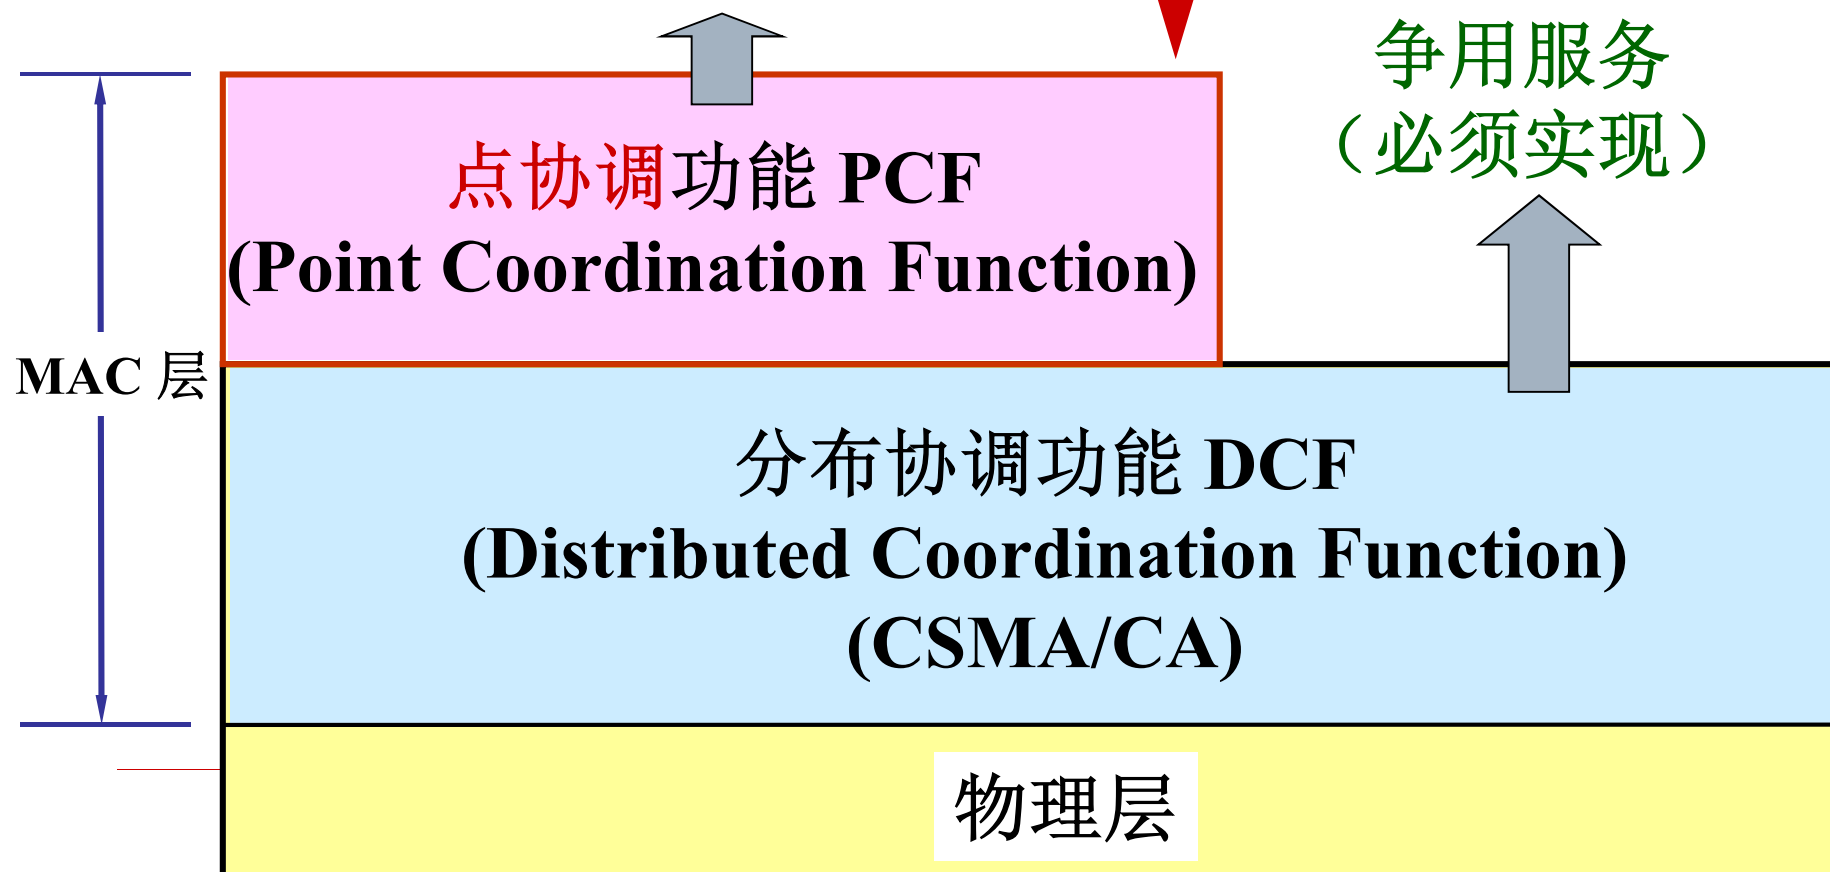 争用服务
（必须实现）
点协调功能 PCF
(Point Coordination Function)
MAC 层
分布协调功能 DCF
(Distributed Coordination Function)
(CSMA/CA)
物理层